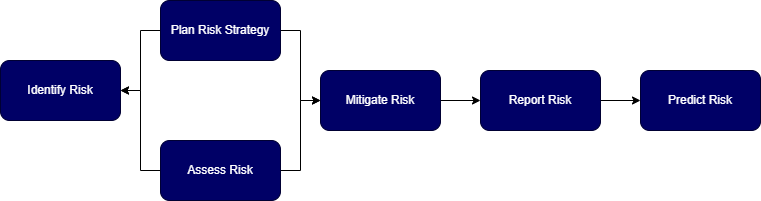 Plan Risk Strategy
Identify Risk
Assess Risk
Mitigate Risk
Report Risk
Predict Risk